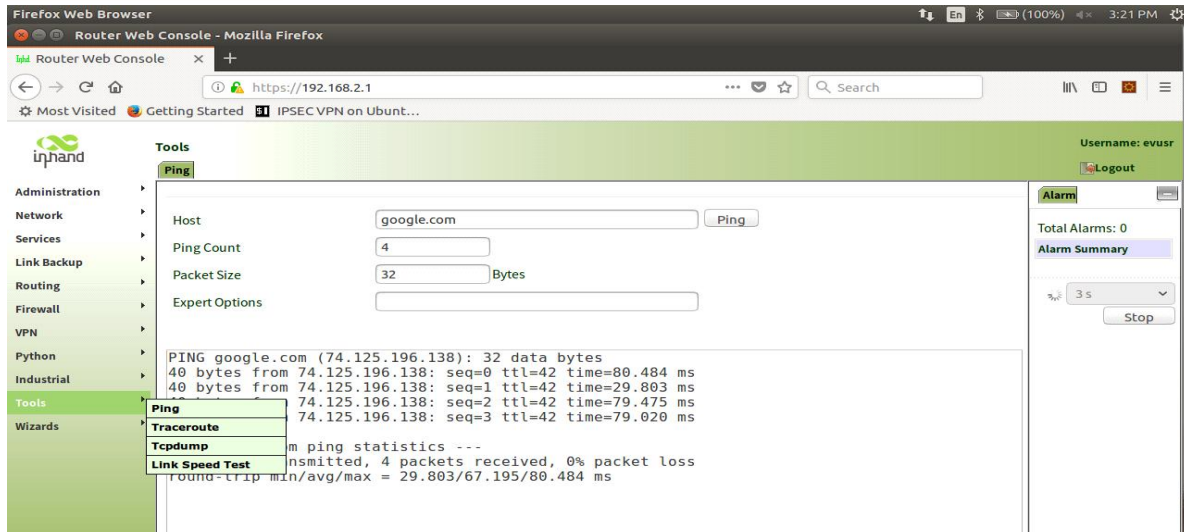 Firefox Web Browser
En (100%) 3:21 PM
Router Web Console - Mozilla Firefox
Router Web Console × +
https://192.168.2.1
Search
Most Visited Getting Started IPSEC VPN on Ubunt...
inhand
Tools
Username: evusr
Ping
Logout
Administration
Network
Services
Link Backup
Routing
Firewall
VPN
Python
Industrial
Tools
Wizards
Ping
Traceroute
Tcpdump
Link Speed Test
Host google.com Ping
Ping Count 4
Packet Size 32 Bytes
Expert Options
PING google.com (74.125.196.138): 32 data bytes
40 bytes from 74.125.196.138: seq=0 ttl=42 time=80.484 ms
40 bytes from 74.125.196.138: seq=1 ttl=42 time=29.803 ms
74.125.196.138: seq=2 ttl=42 time=79.475 ms
74.125.196.138: seq=3 ttl=42 time=79.020 ms
ping statistics ---
4 packets received, 0% packet loss
round-trip min/avg/max = 29.803/67.195/80.484 ms
Alarm
Total Alarms: 0
Alarm Summary
3 s
Stop